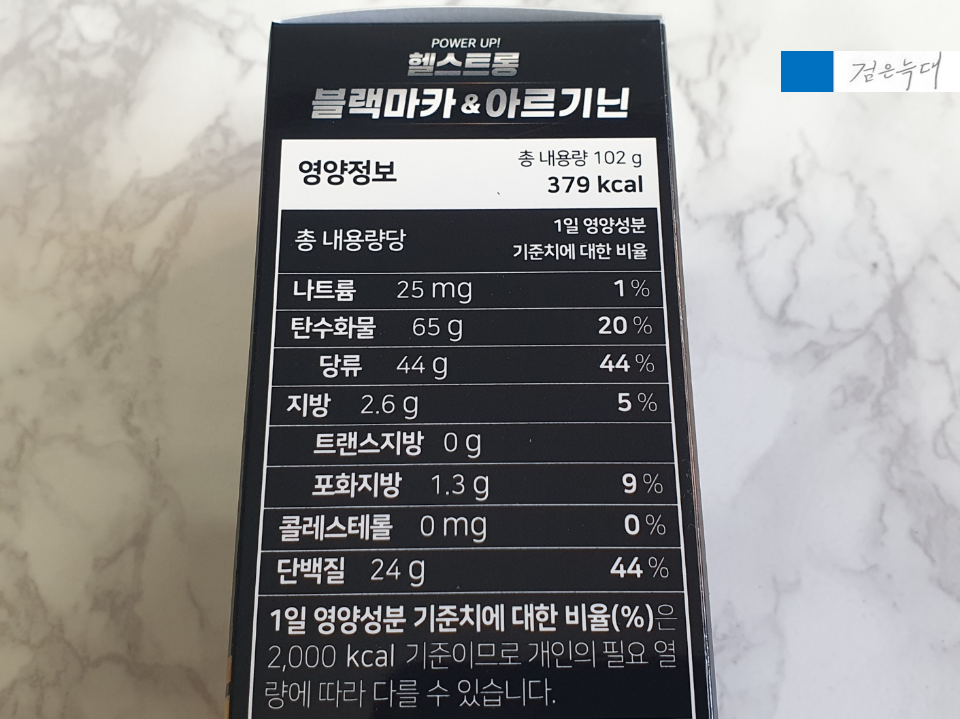 POWER UP!
헬스트롱
블랙마카 & 아르기닌
검은늑대
영양정보
총 내용량 102 g
379 kcal
총 내용량당
1일 영양성분
기준치에 대한 비율
나트륨 25 mg 1 %
탄수화물 65 g 20 %
당류 44 g 44 %
지방 2.6 g 5 %
트랜스지방 0 g
포화지방 1.3 g 9 %
콜레스테롤 0 mg 0 %
단백질 24 g 44 %
1일 영양성분 기준치에 대한 비율(%)은
2,000 kcal 기준이므로 개인의 필요 열
량에 따라 다를 수 있습니다.